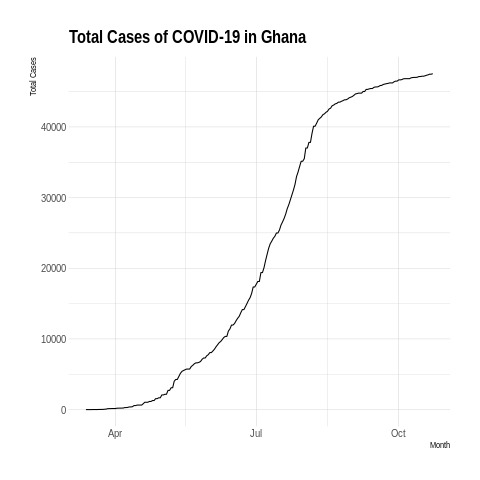 Total Cases of COVID-19 in Ghana
Total Cases
40000
30000
20000
10000
0
Apr
Jul
Oct
Month